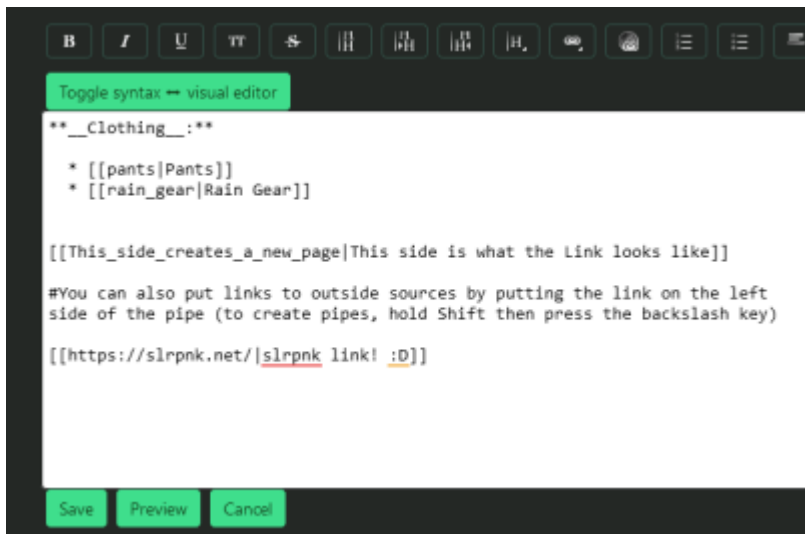 B I U TT S H H H H
Toggle syntax ↔ visual editor
**__Clothing__:**
* [[pants|Pants]]
* [[rain_gear|Rain Gear]]
[[This_side_creates_a_new_page|This side is what the Link looks like]]
#You can also put links to outside sources by putting the link on the left
side of the pipe (to create pipes, hold Shift then press the backslash key)
[[https://slrpnk.net/|slrpnk link! :D]]
Save Preview Cancel